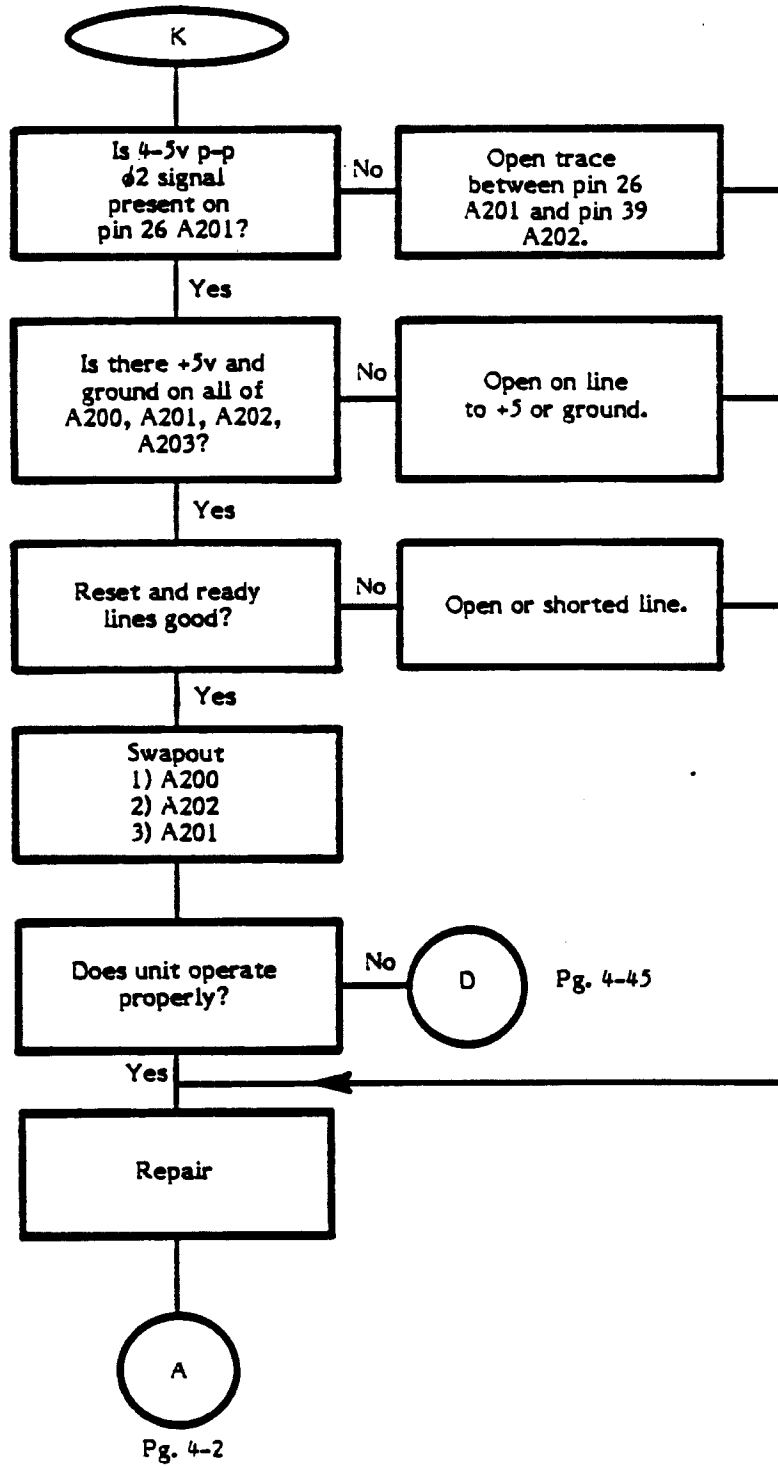 K
Is 4-5v p-p
ϕ2 signal
present on
pin 26 A201?
No
Open trace
between pin 26
A201 and pin 39
A202.
Yes
Is there +5v and
ground on all of
A200, A201, A202,
A203?
No
Open on line
to +5 or ground.
Yes
Reset and ready
lines good?
No
Open or shorted line.
Yes
Swapout
1) A200
2) A202
3) A201
Does unit operate
properly?
No
D
Pg. 4-45
Yes
Repair
A
Pg. 4-2